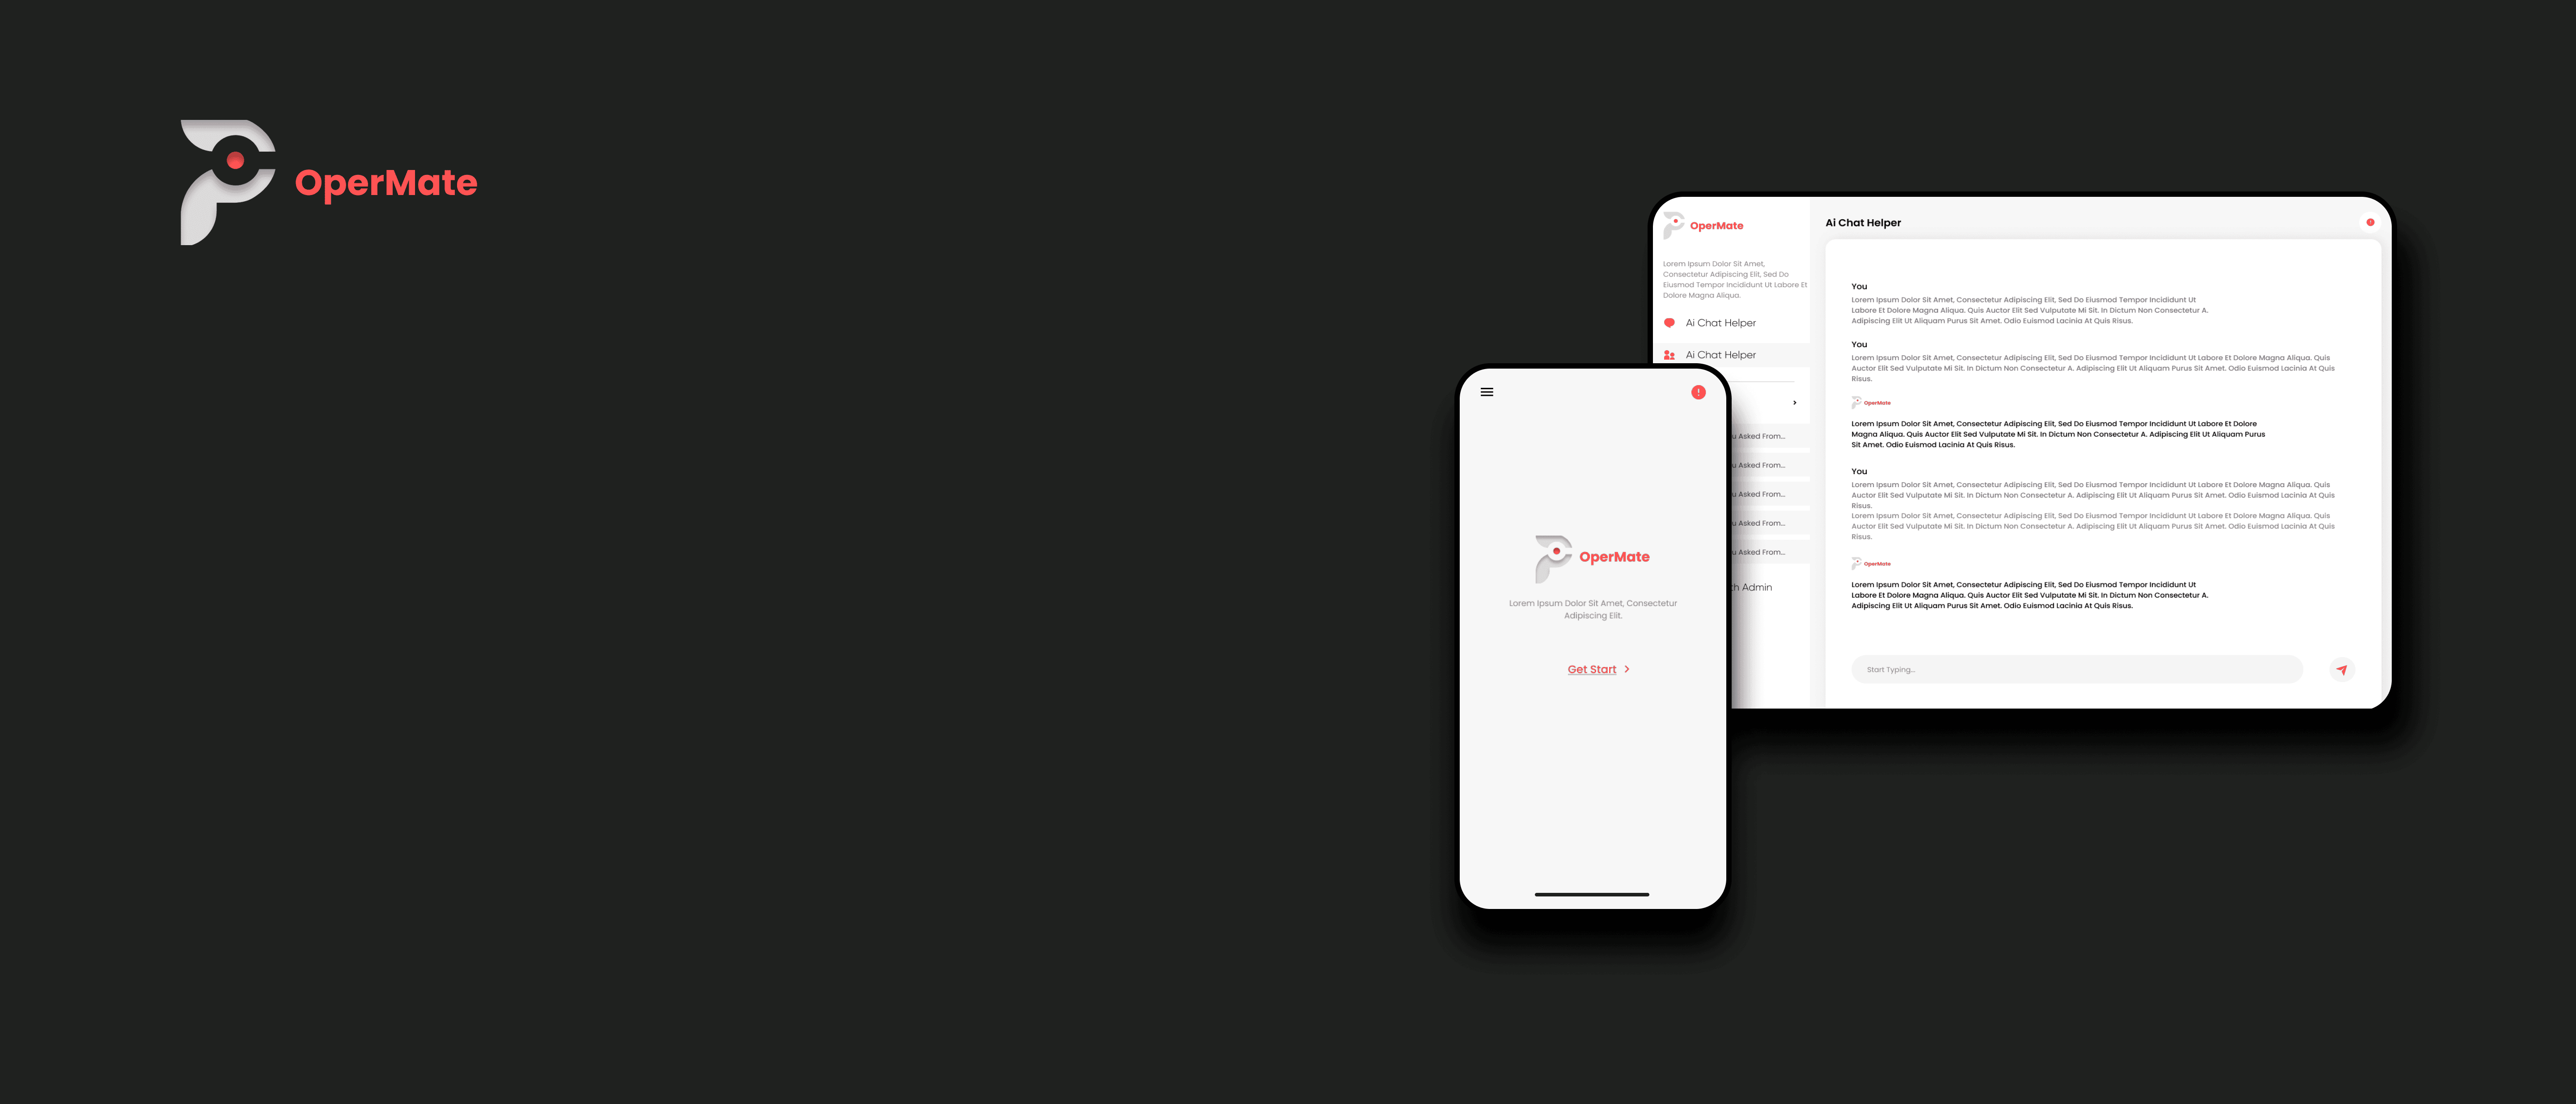 OperMate
OperMate
Lorem Ipsum Dolor Sit Amet,
Consectetur Adipiscing Elit, Sed Do
Eiusmod Tempor Incididunt Ut Labore Et
Dolore Magna Aliqua.
Ai Chat Helper
Ai Chat Helper
u Asked From...
u Asked From...
u Asked From...
u Asked From...
u Asked From...
th Admin
Ai Chat Helper
You
Lorem Ipsum Dolor Sit Amet, Consectetur Adipiscing Elit, Sed Do Eiusmod Tempor Incididunt Ut
Labore Et Dolore Magna Aliqua. Quis Auctor Elit Sed Vulputate Mi Sit. In Dictum Non Consectetur A.
Adipiscing Elit Ut Aliquam Purus Sit Amet. Odio Euismod Lacinia At Quis Risus.
You
Lorem Ipsum Dolor Sit Amet, Consectetur Adipiscing Elit, Sed Do Eiusmod Tempor Incididunt Ut Labore Et Dolore Magna Aliqua. Quis
Auctor Elit Sed Vulputate Mi Sit. In Dictum Non Consectetur A. Adipiscing Elit Ut Aliquam Purus Sit Amet. Odio Euismod Lacinia At Quis
Risus.
OperMate
Lorem Ipsum Dolor Sit Amet, Consectetur Adipiscing Elit, Sed Do Eiusmod Tempor Incididunt Ut Labore Et Dolore
Magna Aliqua. Quis Auctor Elit Sed Vulputate Mi Sit. In Dictum Non Consectetur A. Adipiscing Elit Ut Aliquam Purus
Sit Amet. Odio Euismod Lacinia At Quis Risus.
You
Lorem Ipsum Dolor Sit Amet, Consectetur Adipiscing Elit, Sed Do Eiusmod Tempor Incididunt Ut Labore Et Dolore Magna Aliqua. Quis
Auctor Elit Sed Vulputate Mi Sit. In Dictum Non Consectetur A. Adipiscing Elit Ut Aliquam Purus Sit Amet. Odio Euismod Lacinia At Quis
Risus.
Lorem Ipsum Dolor Sit Amet, Consectetur Adipiscing Elit, Sed Do Eiusmod Tempor Incididunt Ut Labore Et Dolore Magna Aliqua. Quis
Auctor Elit Sed Vulputate Mi Sit. In Dictum Non Consectetur A. Adipiscing Elit Ut Aliquam Purus Sit Amet. Odio Euismod Lacinia At Quis
Risus.
OperMate
Lorem Ipsum Dolor Sit Amet, Consectetur Adipiscing Elit, Sed Do Eiusmod Tempor Incididunt Ut
Labore Et Dolore Magna Aliqua. Quis Auctor Elit Sed Vulputate Mi Sit. In Dictum Non Consectetur A.
Adipiscing Elit Ut Aliquam Purus Sit Amet. Odio Euismod Lacinia At Quis Risus.
Start Typing...
OperMate
Lorem Ipsum Dolor Sit Amet, Consectetur
Adipiscing Elit.
Get Start